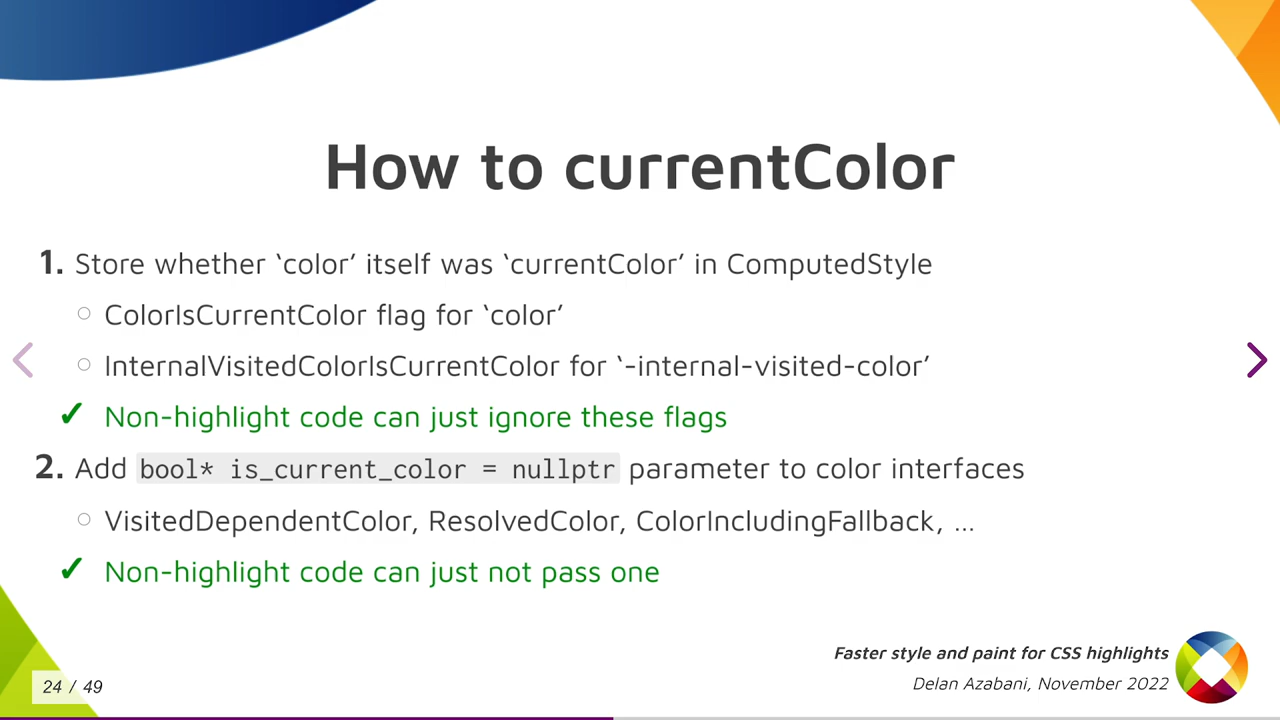 How to currentColor
1. Store whether ‘color’ itself was ‘currentColor’ in ComputedStyle
○ ColorIsCurrentColor flag for ‘color’
○ InternalVisitedColorIsCurrentColor for ‘-internal-visited-color’
✓ Non-highlight code can just ignore these flags
2. Add bool* is_current_color = nullptr parameter to color interfaces
○ VisitedDependentColor, ResolvedColor, ColorIncludingFallback, …
✓ Non-highlight code can just not pass one
Faster style and paint for CSS highlights
Delan Azabani, November 2022
24 / 49